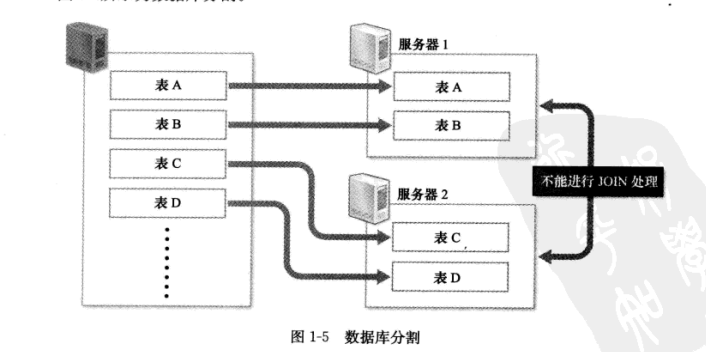 服务器 1
表 A
表 B
表 C
表 D
表 A
表 B
不能进行 JOIN 处理
服务器 2
表 C
表 D
图 1-5 数据库分割